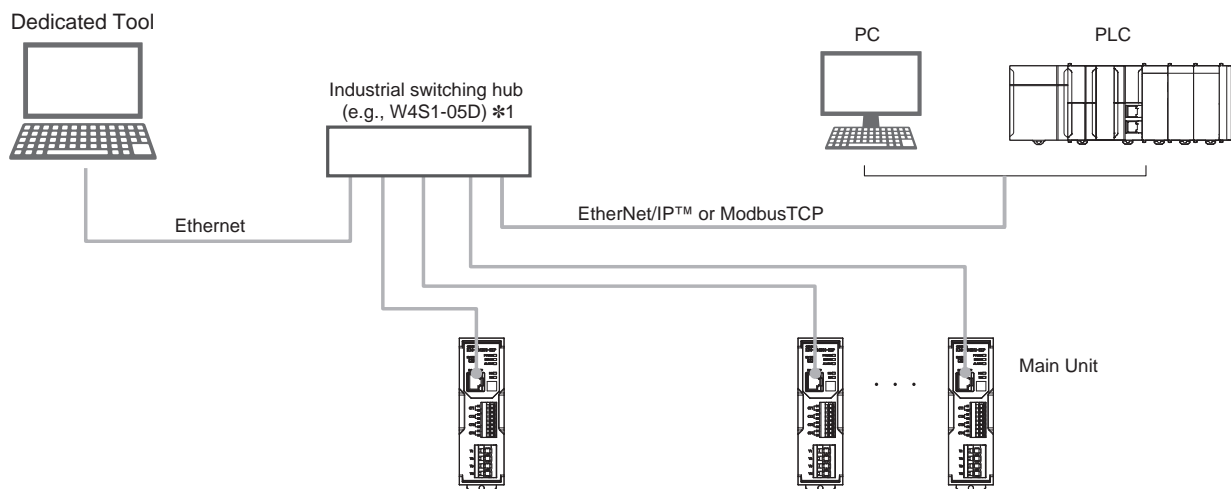 Dedicated Tool
PC
PLC
Industrial switching hub
(e.g., W4S1-05D) ✻1
EtherNet/IP™ or ModbusTCP
Ethernet
Main Unit
. . .